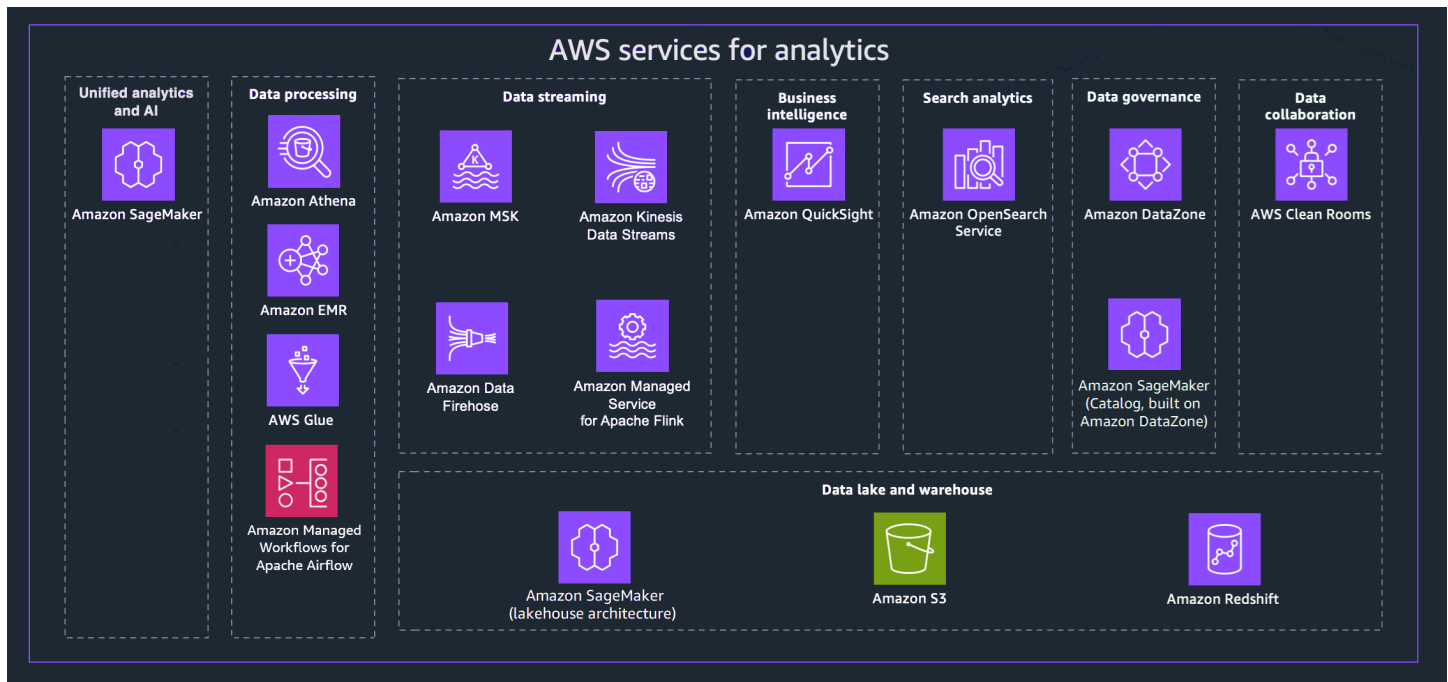 AWS services for analytics
Unified analytics
and AI
Amazon SageMaker
Data processing
Amazon Athena
Amazon EMR
AWS Glue
Amazon Managed
Workflows for
Apache Airflow
Data streaming
K
Amazon MSK
Amazon Kinesis
Data Streams
Amazon Data
Firehose
Amazon Managed
Service
for Apache Flink
Business
intelligence
Amazon QuickSight
Search analytics
Amazon OpenSearch
Service
Data governance
Amazon DataZone
Amazon SageMaker
(Catalog, built on
Amazon DataZone)
Data
collaboration
AWS Clean Rooms
Data lake and warehouse
Amazon SageMaker
(lakehouse architecture)
Amazon S3
Amazon Redshift